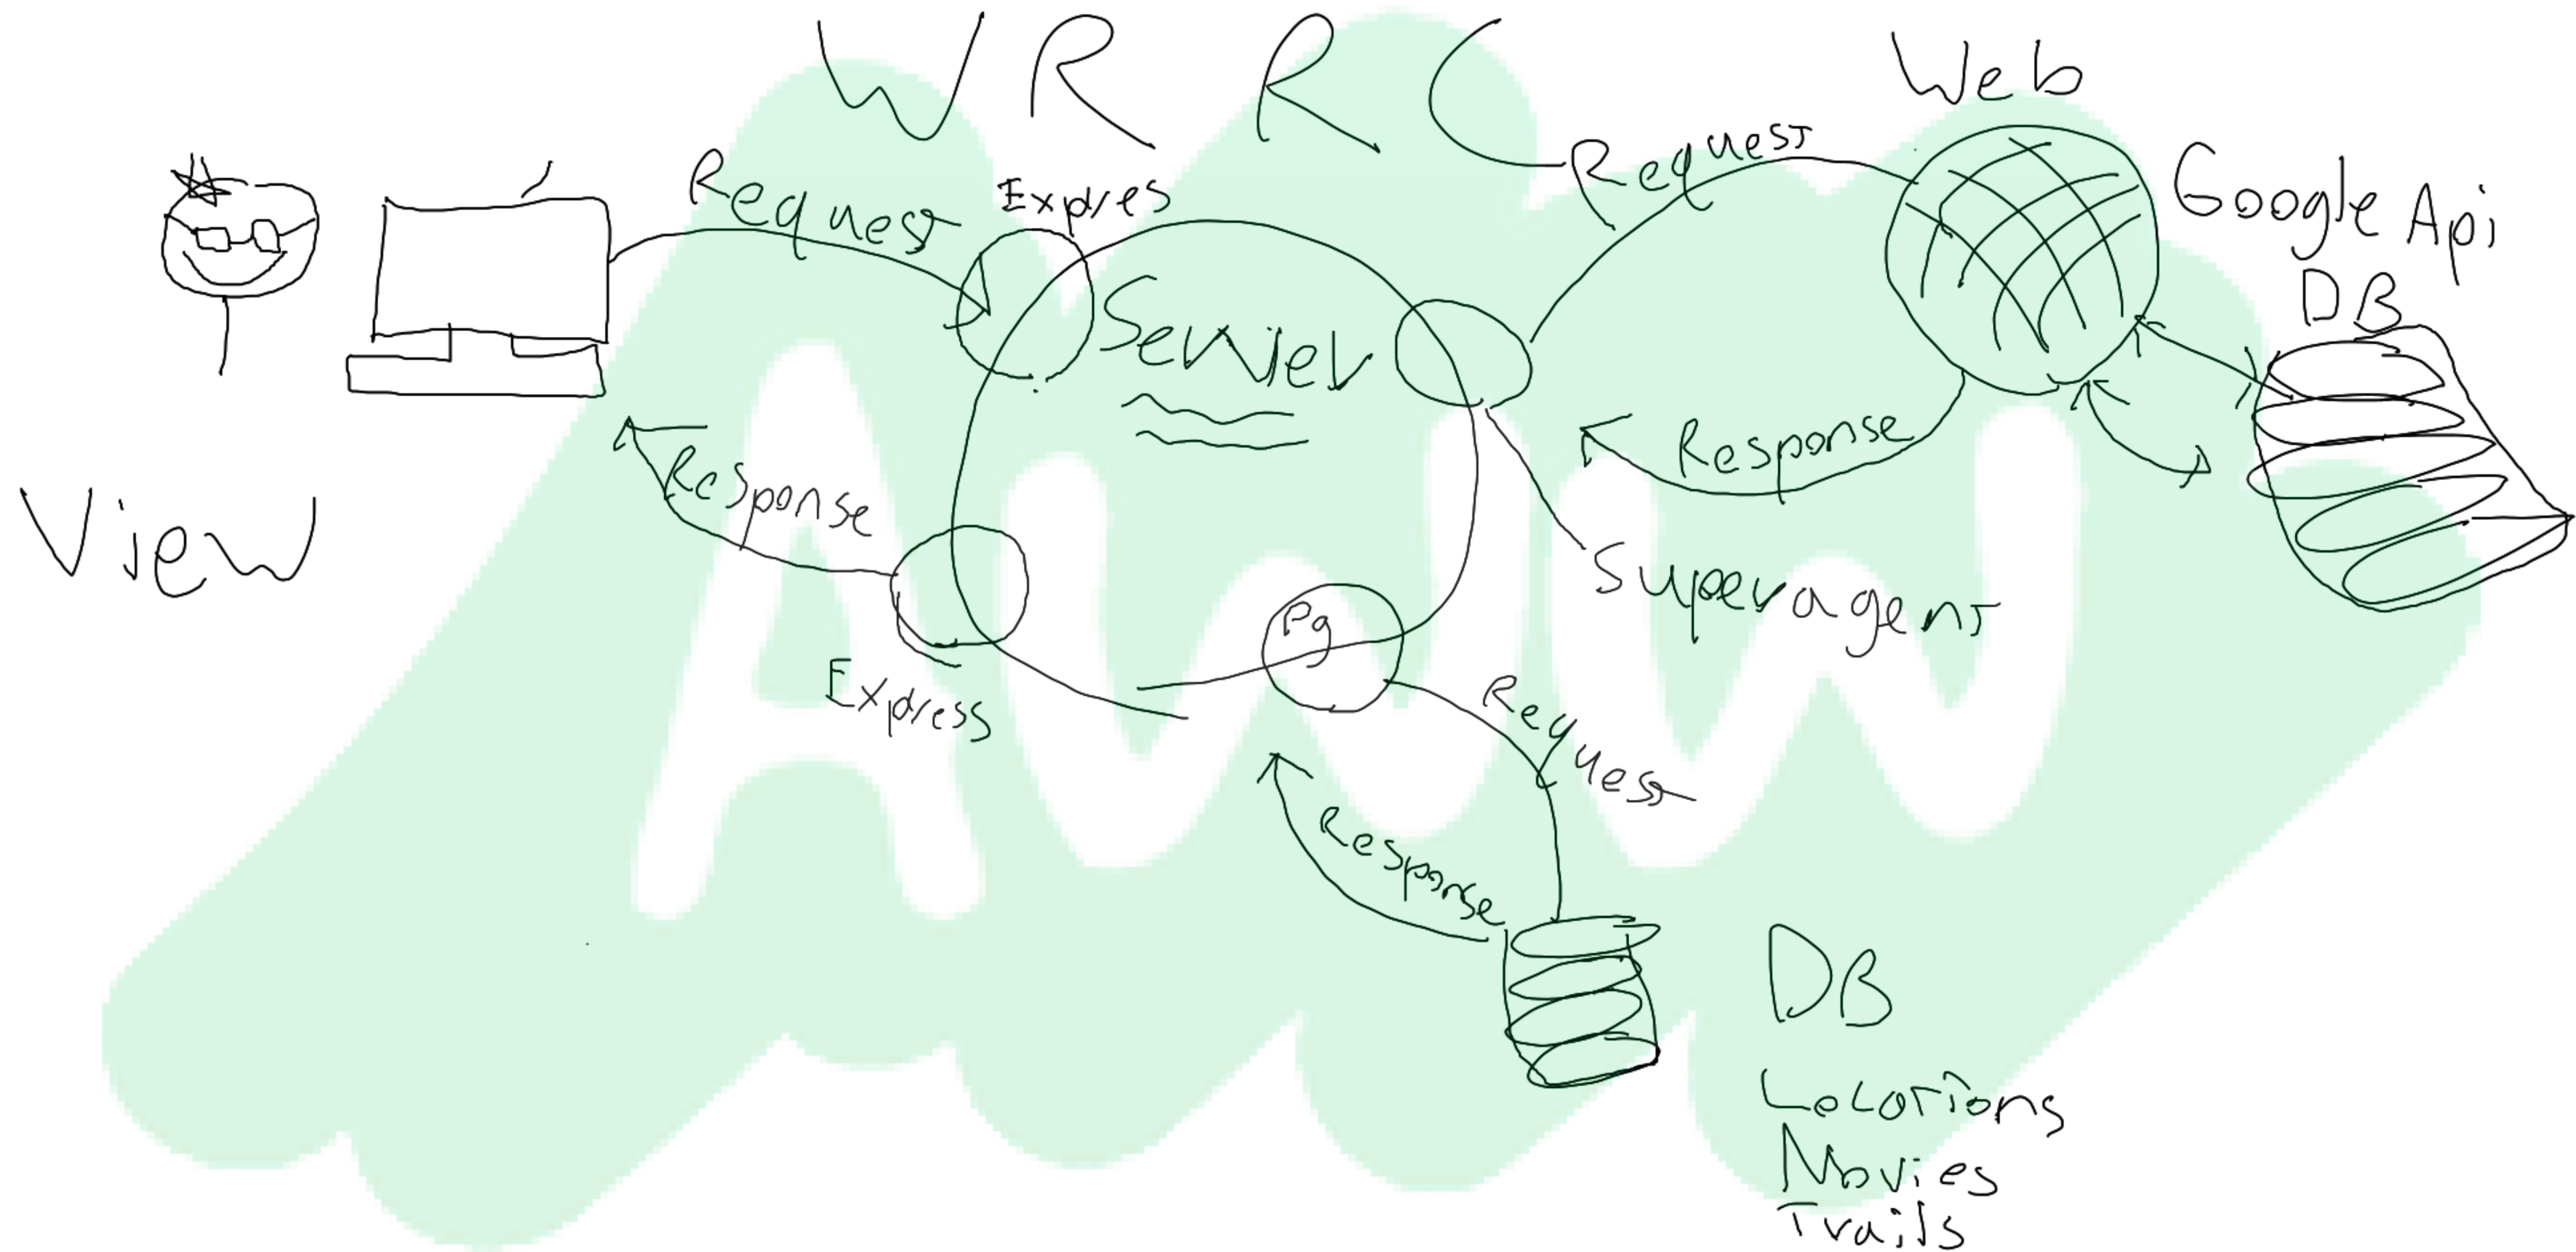 W R R C
Web
Request
Expres
Request
Google Api
DB
Server
Response
Response
View
Superagent
Pg
Express
Request
Response
DB
Locations
Movies
Trails
AWW